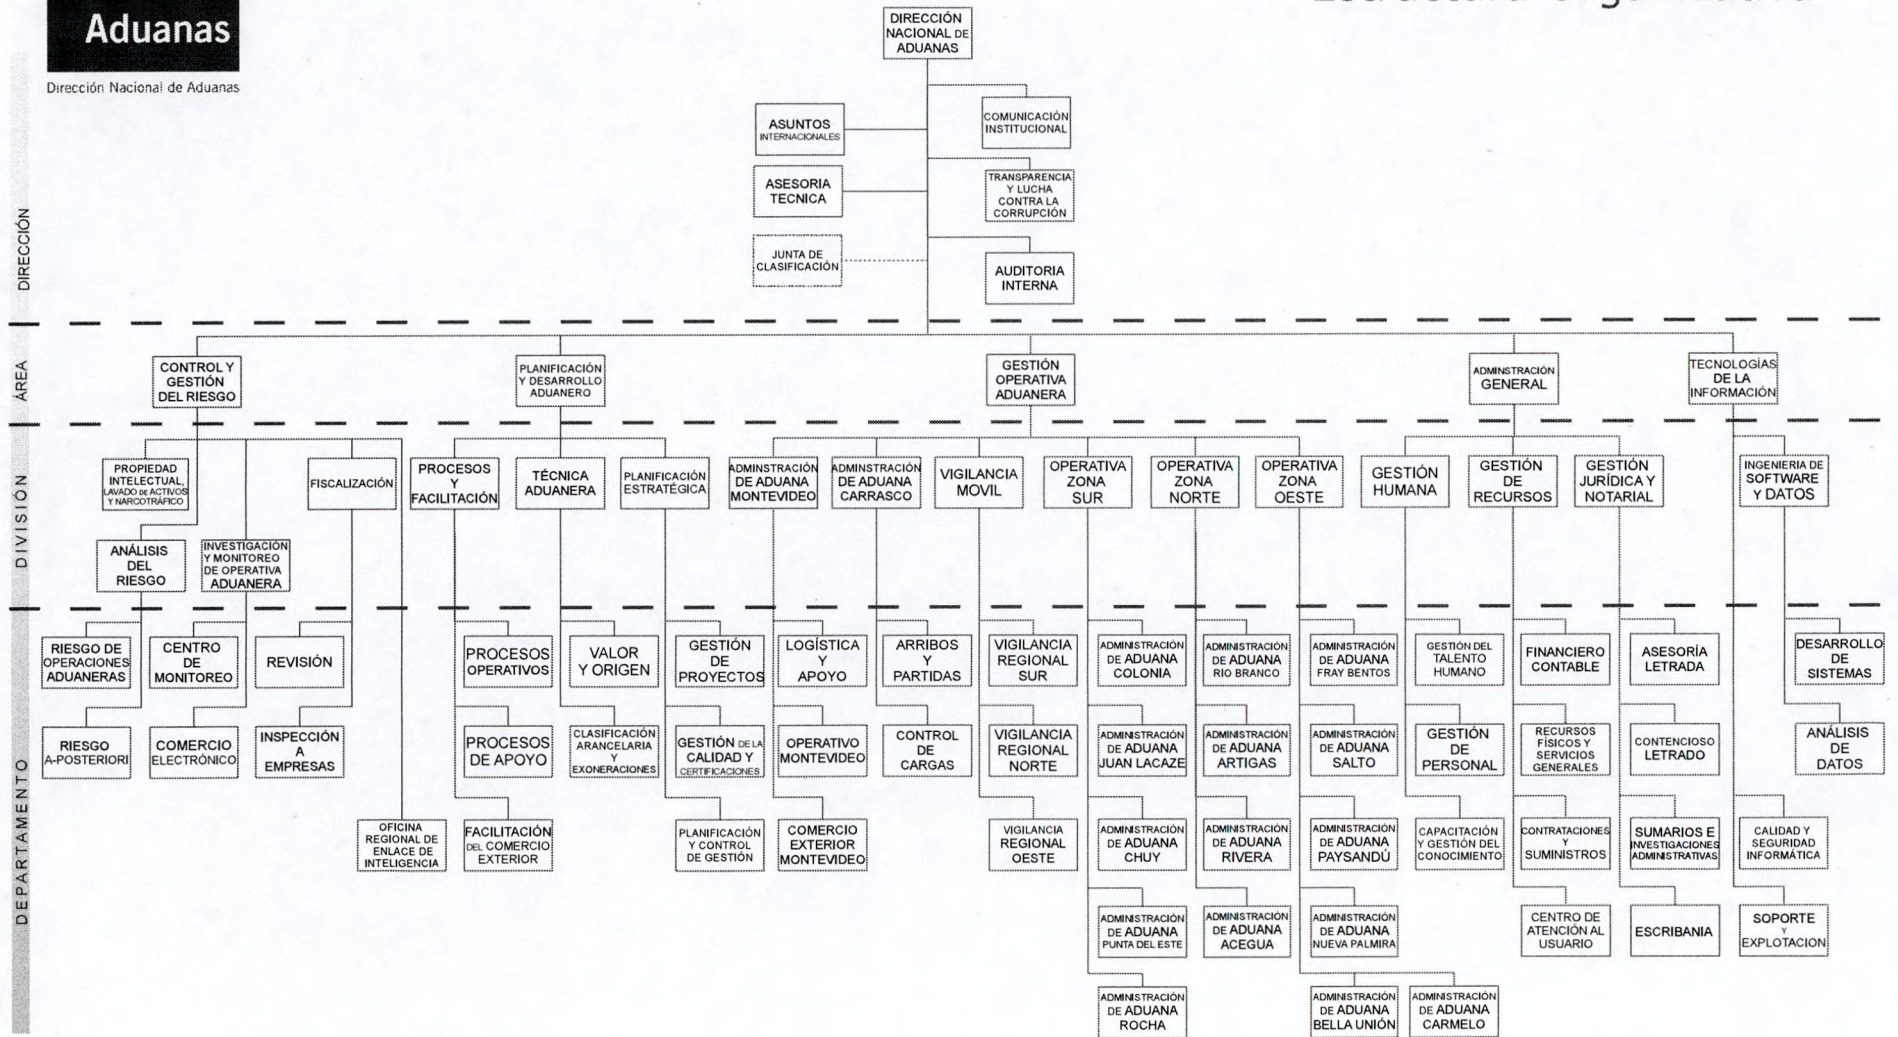 Aduanas
Dirección Nacional de Aduanas
DIRECCIÓN
NACIONAL DE
ADUANAS
ASUNTOS
INTERNACIONALES
COMUNICACIÓN
INSTITUCIONAL
ASESORIA
TECNICA
TRANSPARENCIA
Y LUCHA
CONTRA LA
CORRUPCIÓN
JUNTA DE
CLASIFICACIÓN
AUDITORIA
INTERNA
DIRECCIÓN
ÁREA
CONTROL Y
GESTIÓN
DEL RIESGO
PLANIFICACIÓN
Y DESARROLLO
ADUANERO
GESTIÓN
OPERATIVA
ADUANERA
ADMINSTRACIÓN
GENERAL
TECNOLOGÍAS
DE LA
INFORMACIÓN
DIVISIÓN
PROPIEDAD
INTELECTUAL,
LAVADO DE ACTIVOS
Y NARCOTRÁFICO
FISCALIZACIÓN
PROCESOS
Y
FACILITACIÓN
TÉCNICA
ADUANERA
PLANIFICACIÓN
ESTRATÉGICA
ADMINSTRACIÓN
DE ADUANA
MONTEVIDEO
ADMINSTRACIÓN
DE ADUANA
CARRASCO
VIGILANCIA
MOVIL
OPERATIVA
ZONA
SUR
OPERATIVA
ZONA
NORTE
OPERATIVA
ZONA
OESTE
GESTIÓN
HUMANA
GESTIÓN
DE
RECURSOS
GESTIÓN
JURÍDICA Y
NOTARIAL
INGENIERIA DE
SOFTWARE
Y DATOS
ANÁLISIS
DEL
RIESGO
INVESTIGACIÓN
Y MONITOREO
DE OPERATIVA
ADUANERA
DEPARTAMENTO
RIESGO DE
OPERACIONES
ADUANERAS
CENTRO
DE
MONITOREO
REVISIÓN
PROCESOS
OPERATIVOS
VALOR
Y ORIGEN
GESTIÓN
DE
PROYECTOS
LOGÍSTICA
Y
APOYO
ARRIBOS
Y
PARTIDAS
VIGILANCIA
REGIONAL
SUR
ADMINISTRACIÓN
DE ADUANA
COLONIA
ADMINISTRACIÓN
DE ADUANA
RIO BRANCO
ADMINISTRACIÓN
DE ADUANA
FRAY BENTOS
GESTIÓN DEL
TALENTO
HUMANO
FINANCIERO
CONTABLE
ASESORÍA
LETRADA
DESARROLLO
DE
SISTEMAS
RIESGO
A-POSTERIORI
COMERCIO
ELECTRÓNICO
INSPECCIÓN
A
EMPRESAS
PROCESOS
DE APOYO
CLASIFICACIÓN
ARANCELARIA
Y
EXONERACIONES
GESTIÓN DE LA
CALIDAD Y
CERTIFICACIONES
OPERATIVO
MONTEVIDEO
CONTROL
DE
CARGAS
VIGILANCIA
REGIONAL
NORTE
ADMINISTRACIÓN
DE ADUANA
JUAN LACAZE
ADMINISTRACIÓN
DE ADUANA
ARTIGAS
ADMINISTRACIÓN
DE ADUANA
SALTO
GESTIÓN
DE
PERSONAL
RECURSOS
FÍSICOS Y
SERVICIOS
GENERALES
CONTENCIOSO
LETRADO
ANÁLISIS
DE
DATOS
OFICINA
REGIONAL DE
ENLACE DE
INTELIGENCIA
FACILITACIÓN
DEL COMERCIO
EXTERIOR
PLANIFICACIÓN
Y CONTROL
DE GESTIÓN
COMERCIO
EXTERIOR
MONTEVIDEO
VIGILANCIA
REGIONAL
OESTE
ADMINISTRACIÓN
DE ADUANA
CHUY
ADMINISTRACIÓN
DE ADUANA
RIVERA
ADMINISTRACIÓN
DE ADUANA
PAYSANDÚ
CAPACITACIÓN
Y GESTIÓN DEL
CONOCIMIENTO
CONTRATACIONES
Y
SUMINISTROS
SUMARIOS E
INVESTIGACIONES
ADMINISTRATIVAS
CALIDAD Y
SEGURIDAD
INFORMÁTICA
ADMINISTRACIÓN
DE ADUANA
PUNTA DEL ESTE
ADMINISTRACIÓN
DE ADUANA
ACEGUA
ADMINISTRACIÓN
DE ADUANA
NUEVA PALMIRA
CENTRO DE
ATENCIÓN AL
USUARIO
ESCRIBANIA
SOPORTE
Y
EXPLOTACION
ADMINISTRACIÓN
DE ADUANA
ROCHA
ADMINISTRACIÓN
DE ADUANA
BELLA UNIÓN
ADMINISTRACIÓN
DE ADUANA
CARMELO